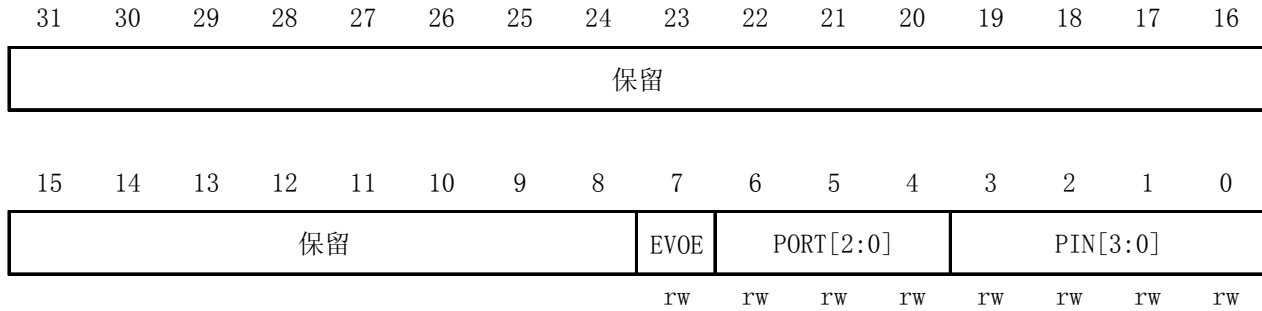 31 30 29 28 27 26 25 24 23 22 21 20 19 18 17 16
保留
15 14 13 12 11 10 9 8 7 6 5 4 3 2 1 0
保留 EVOE PORT[2:0] PIN[3:0]
rw rw rw rw rw rw rw rw